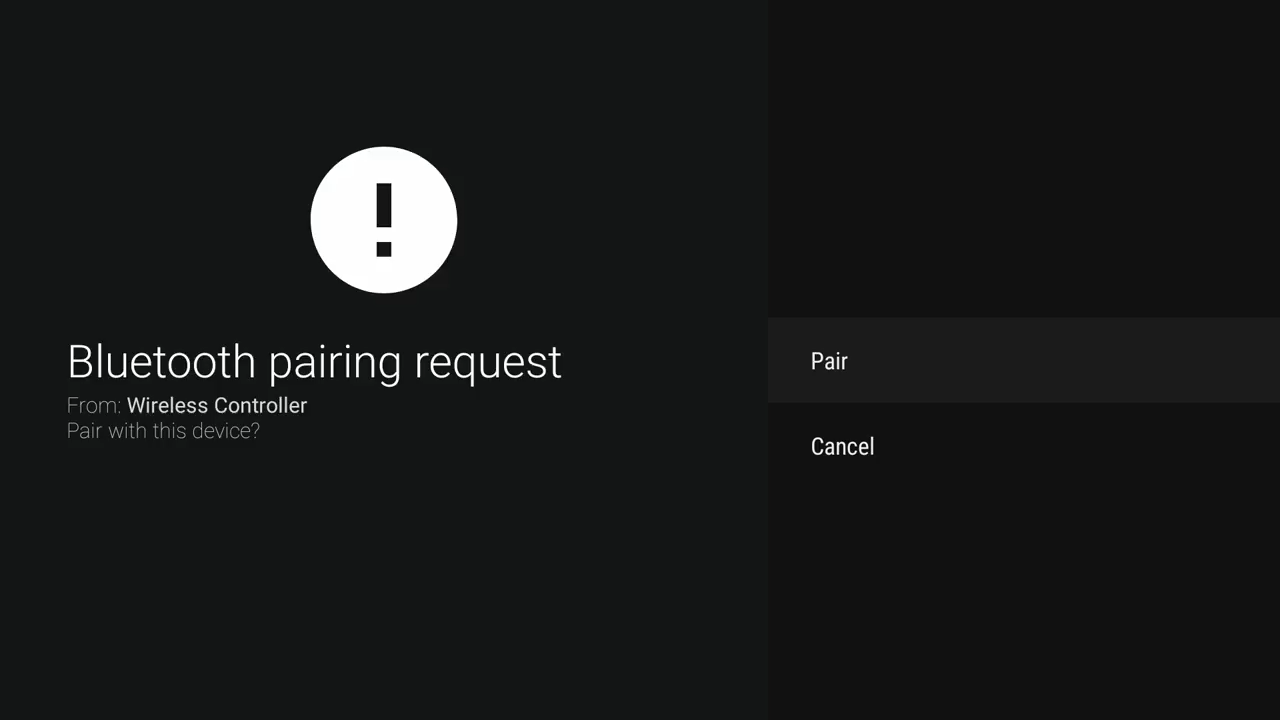 Bluetooth pairing request
From: Wireless Controller
Pair with this device?
Pair
Cancel